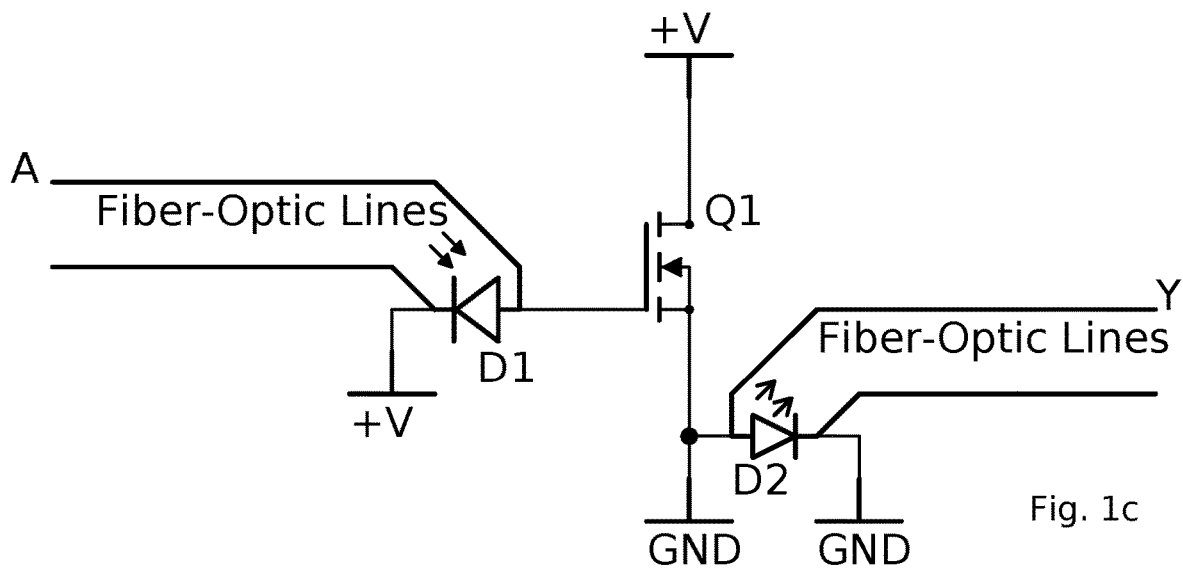 +V
A
Fiber-Optic Lines
Q1
Y
Fiber-Optic Lines
D1
+V
D2
Fig. 1c
GND
GND